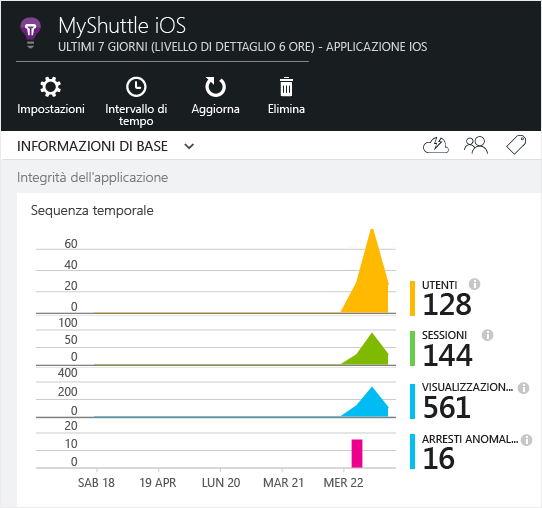 MyShuttle iOS
ULTIMI 7 GIORNI (LIVELLO DI DETTAGLIO 6 ORE) - APPLICAZIONE IOS
Impostazioni
Intervallo di
tempo
Aggiorna
Elimina
INFORMAZIONI DI BASE
Integrità dell'applicazione
Sequenza temporale
60
40
20
0
UTENTI
128
100
50
0
SESSIONI
144
400
200
0
VISUALIZZAZION...
561
20
10
0
ARRESTI ANOMAL...
16
SAB 18
19 APR
LUN 20
MAR 21
MER 22